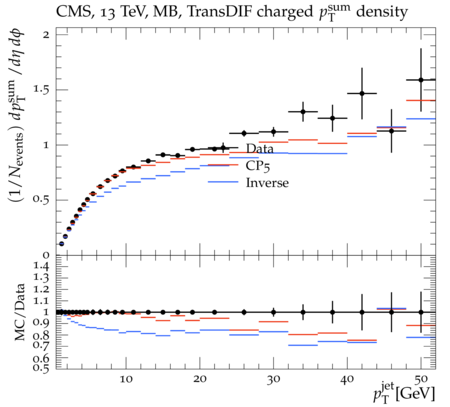 CMS, 13 TeV, MB, TransDIF charged p_T^sum density
(1/N_events) dp_T^sum / dη dϕ
2
1.5
1
0.5
0
Data
CP5
Inverse
MC/Data
1.4
1.3
1.2
1.1
1
0.9
0.8
0.7
0.6
0.5
10
20
30
40
50
p_T^jet [GeV]